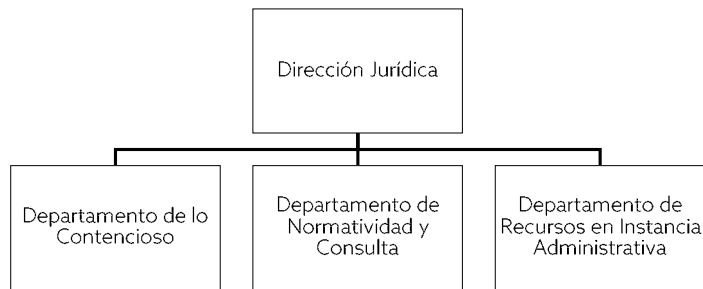 Dirección Jurídica
Departamento de lo
Contencioso
Departamento de
Normatividad y
Consulta
Departamento de
Recursos en Instancia
Administrativa